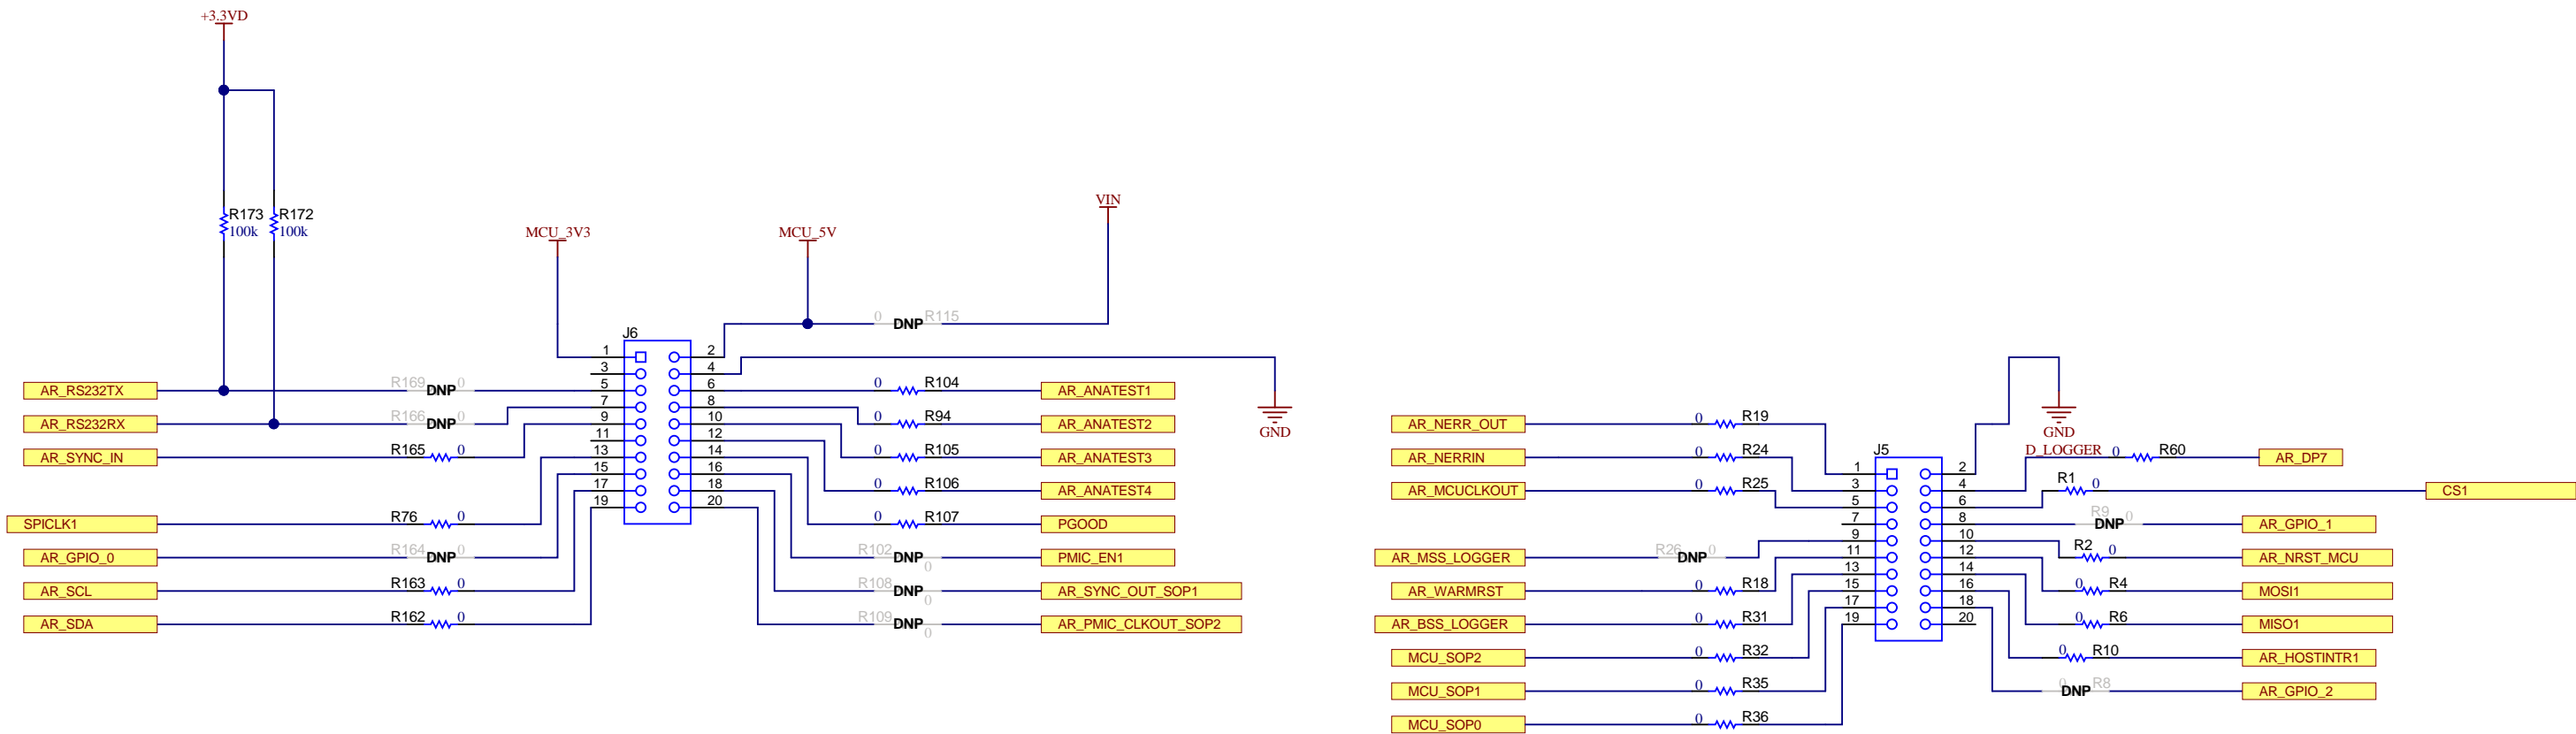 +3.3VD
R173
100k
R172
100k
MCU_3V3
MCU_5V
VIN
0 DNP R115
J6
1 2
3 4
5 6
7 8
9 10
11 12
13 14
15 16
17 18
19 20
AR_RS232TX R169 DNP 0
AR_RS232RX R166 DNP 0
AR_SYNC_IN R165 0
SPICLK1 R76 0
AR_GPIO_0 R164 DNP 0
AR_SCL R163 0
AR_SDA R162 0
0 R104 AR_ANATEST1
0 R94 AR_ANATEST2
0 R105 AR_ANATEST3
0 R106 AR_ANATEST4
0 R107 PGOOD
R102 DNP 0 PMIC_EN1
R108 DNP 0 AR_SYNC_OUT_SOP1
R109 DNP 0 AR_PMIC_CLKOUT_SOP2
GND
AR_NERR_OUT 0 R19
AR_NERRIN 0 R24
AR_MCUCLKOUT 0 R25
AR_MSS_LOGGER R26 DNP 0
AR_WARMRST 0 R18
AR_BSS_LOGGER 0 R31
MCU_SOP2 0 R32
MCU_SOP1 0 R35
MCU_SOP0 0 R36
J5
1 2
3 4
5 6
7 8
9 10
11 12
13 14
15 16
17 18
19 20
GND
D_LOGGER 0 R60 AR_DP7
R1 0 CS1
R9 DNP 0 AR_GPIO_1
R2 0 AR_NRST_MCU
0 R4 MOSI1
0 R6 MISO1
0 R10 AR_HOSTINTR1
0 DNP R8 AR_GPIO_2